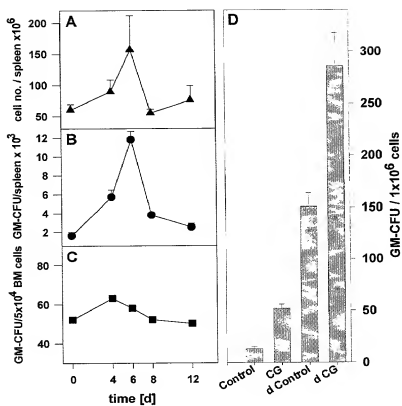 A
cell no. / spleen x10⁶
200
150
100
50
B
GM-CFU/spleen x 10³
12
10
8
6
4
2
C
GM-CFU/5x10⁴ BM cells
80
60
40
0
4
6
8
12
time [d]
D
300
250
200
150
100
50
0
GM-CFU / 1x10⁶ cells
Control
CG
d Control
d CG